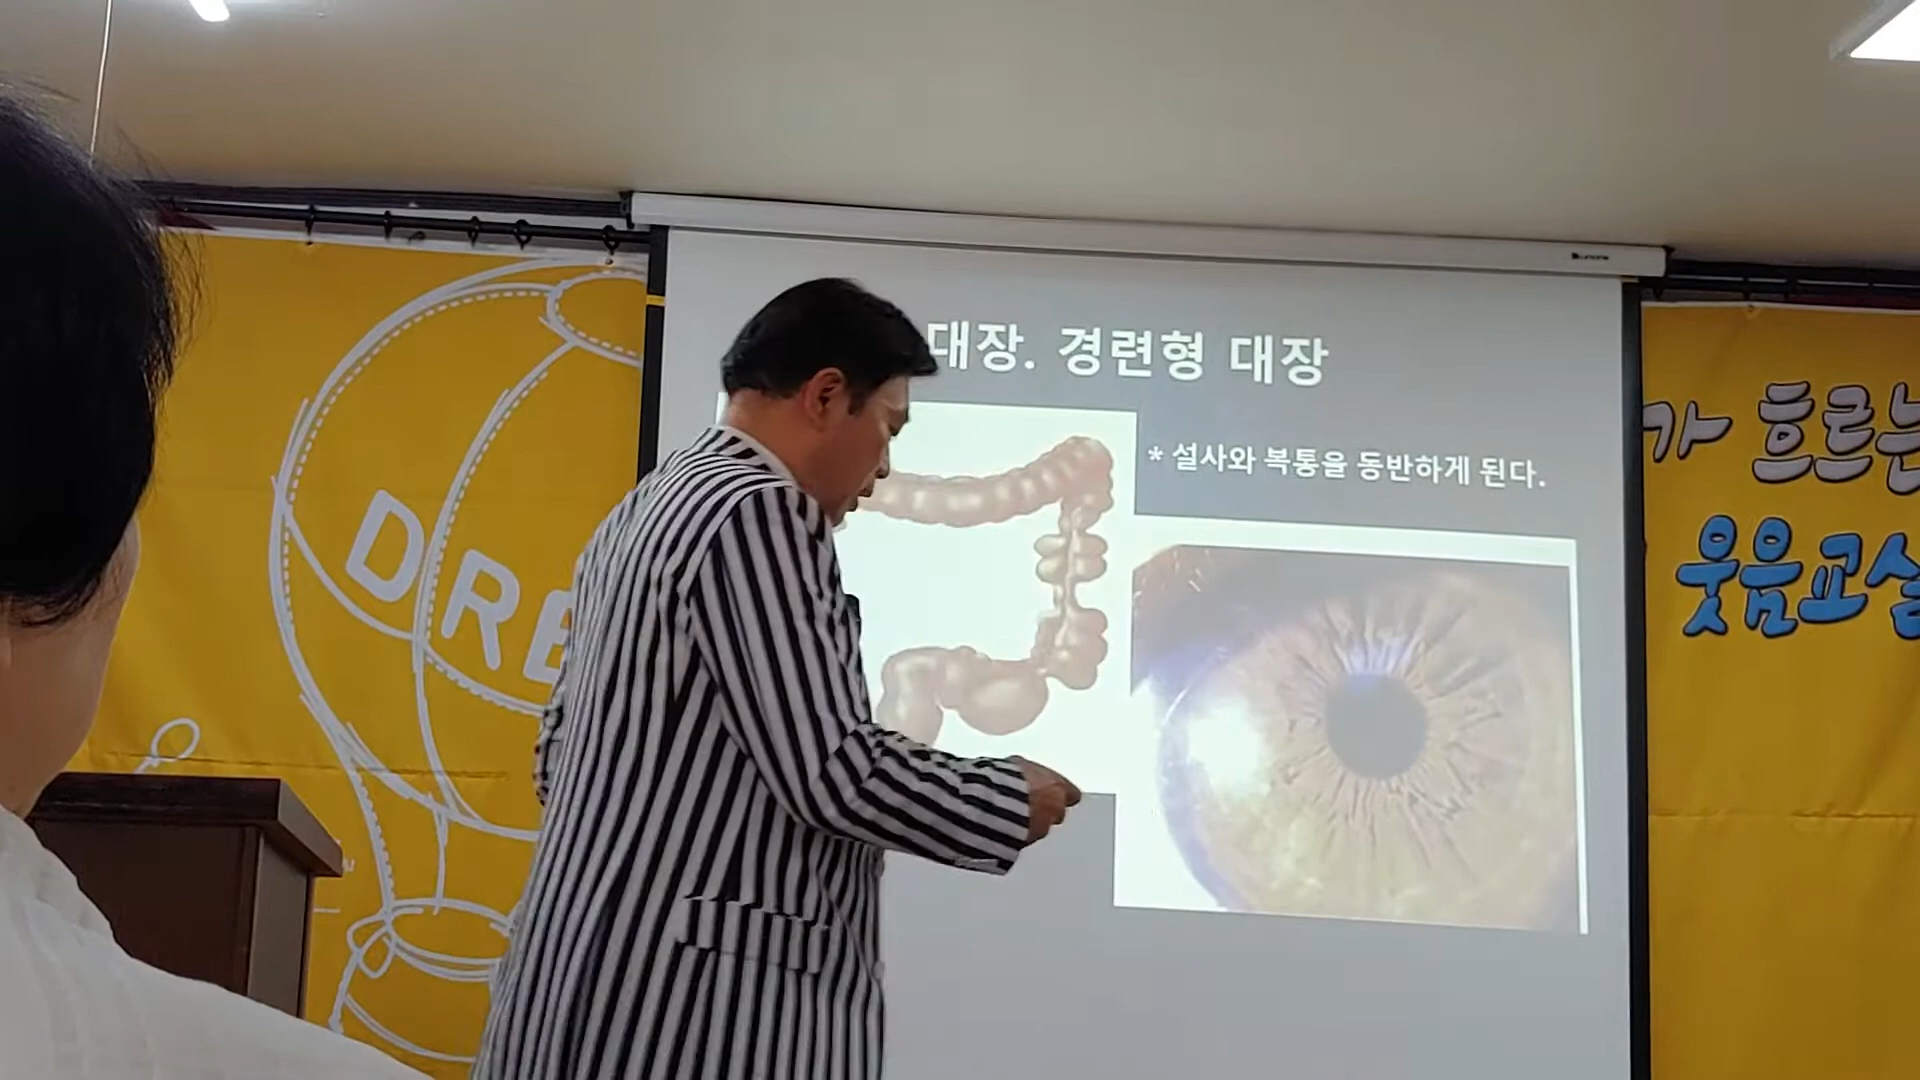 대장. 경련형 대장
* 설사와 복통을 동반하게 된다.
DRE
가 흐르는
웃음교실